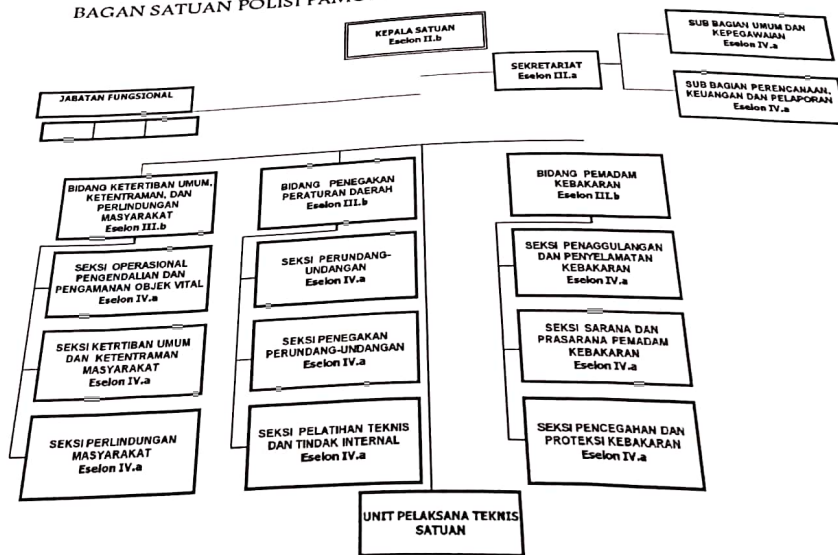 BAGAN SATUAN POLISI
KEPALA SATUAN
Eselon II.b
SEKRETARIAT
Eselon III.a
SUB BAGIAN UMUM DAN
KEPEGAWAIAN
Eselon IV.a
SUB BAGIAN PERENCANAAN,
KEUANGAN DAN PELAPORAN
Eselon IV.a
JABATAN FUNGSIONAL
BIDANG KETERTIBAN UMUM,
KETENTRAMAN, DAN
PERLINDUNGAN
MASYARAKAT
Eselon III.b
SEKSI OPERASIONAL
PENGENDALIAN DAN
PENGAMANAN OBJEK VITAL
Eselon IV.a
SEKSI KETRTIBAN UMUM
DAN KETENTRAMAN
MASYARAKAT
Eselon IV.a
SEKSI PERLINDUNGAN
MASYARAKAT
Eselon IV.a
BIDANG PENEGAKAN
PERATURAN DAERAH
Eselon III.b
SEKSI PERUNDANG-
UNDANGAN
Eselon IV.a
SEKSI PENEGAKAN
PERUNDANG-UNDANGAN
Eselon IV.a
SEKSI PELATIHAN TEKNIS
DAN TINDAK INTERNAL
Eselon IV.a
BIDANG PEMADAM
KEBAKARAN
Eselon III.b
SEKSI PENAGGULANGAN
DAN PENYELAMATAN
KEBAKARAN
Eselon IV.a
SEKSI SARANA DAN
PRASARANA PEMADAM
KEBAKARAN
Eselon IV.a
SEKSI PENCEGAHAN DAN
PROTEKSI KEBAKARAN
Eselon IV.a
UNIT PELAKSANA TEKNIS
SATUAN